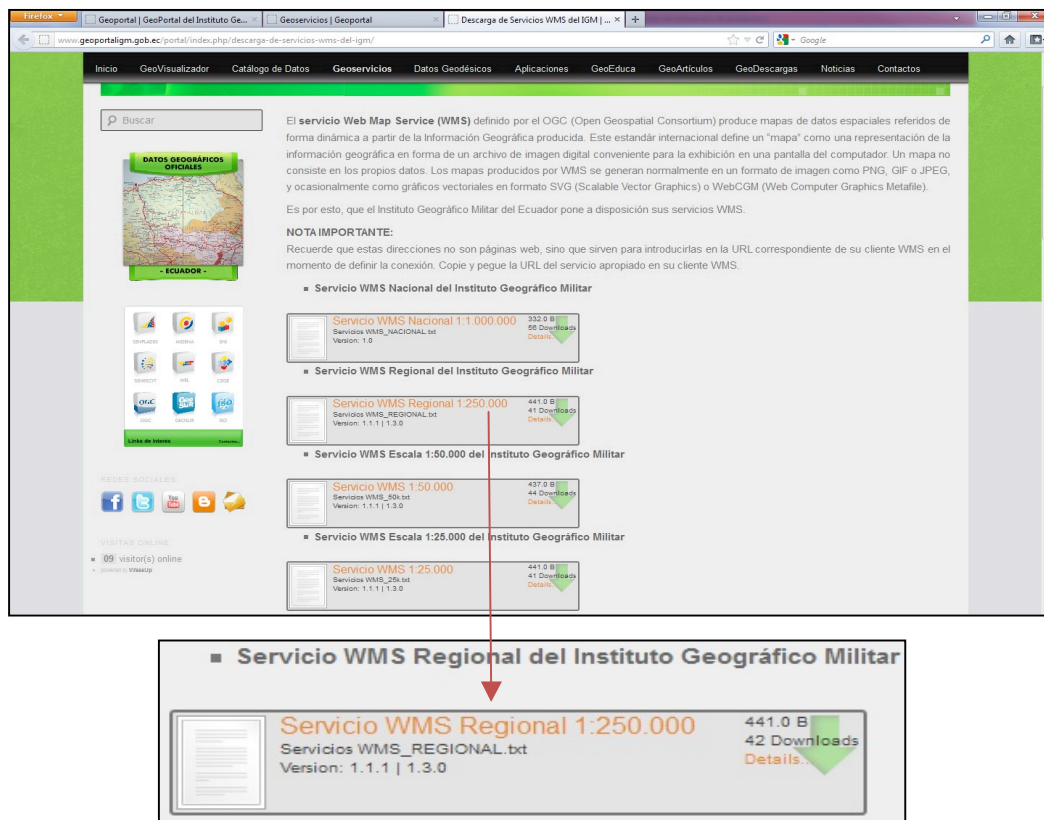 Firefox
Geoportal | GeoPortal del Instituto Ge... ×
Geoservicios | Geoportal ×
Descarga de Servicios WMS del IGM | ... ×
www.geoportaligm.gob.ec/portal/index.php/descarga-de-servicios-wms-del-igm/
Google
Inicio GeoVisualizador Catálogo de Datos Geoservicios Datos Geodésicos Aplicaciones GeoEduca GeoArtículos GeoDescargas Noticias Contactos
Buscar
DATOS GEOGRÁFICOS
OFICIALES
- ECUADOR -
OGC
Links de Interés
REDES SOCIALES:
You
Tube
VISITAS ONLINE:
09 visitor(s) online
powered by WassUp
El servicio Web Map Service (WMS) definido por el OGC (Open Geospatial Consortium) produce mapas de datos espaciales referidos de
forma dinámica a partir de la Información Geográfica producida. Este estandár internacional define un "mapa" como una representación de la
información geográfica en forma de un archivo de imagen digital conveniente para la exhibición en una pantalla del computador. Un mapa no
consiste en los propios datos. Los mapas producidos por WMS se generan normalmente en un formato de imagen como PNG, GIF o JPEG,
y ocasionalmente como gráficos vectoriales en formato SVG (Scalable Vector Graphics) o WebCGM (Web Computer Graphics Metafile).
Es por esto, que el Instituto Geográfico Militar del Ecuador pone a disposición sus servicios WMS.
NOTA IMPORTANTE:
Recuerde que estas direcciones no son páginas web, sino que sirven para introducirlas en la URL correspondiente de su cliente WMS en el
momento de definir la conexión. Copie y pegue la URL del servicio apropiado en su cliente WMS.
Servicio WMS Nacional del Instituto Geográfico Militar
Servicio WMS Nacional 1:1.000.000
Servicios WMS_NACIONAL.txt
Version: 1.0
332.0 B
56 Downloads
Details...
Servicio WMS Regional del Instituto Geográfico Militar
Servicio WMS Regional 1:250.000
Servicios WMS_REGIONAL.txt
Version: 1.1.1 | 1.3.0
441.0 B
41 Downloads
Details...
Servicio WMS Escala 1:50.000 del Instituto Geográfico Militar
Servicio WMS 1:50.000
Servicios WMS_50k.txt
Version: 1.1.1 | 1.3.0
437.0 B
44 Downloads
Details...
Servicio WMS Escala 1:25.000 del Instituto Geográfico Militar
Servicio WMS 1:25.000
Servicios WMS_25k.txt
Version: 1.1.1 | 1.3.0
441.0 B
41 Downloads
Details...
Servicio WMS Regional del Instituto Geográfico Militar
Servicio WMS Regional 1:250.000
Servicios WMS_REGIONAL.txt
Version: 1.1.1 | 1.3.0
441.0 B
42 Downloads
Details...